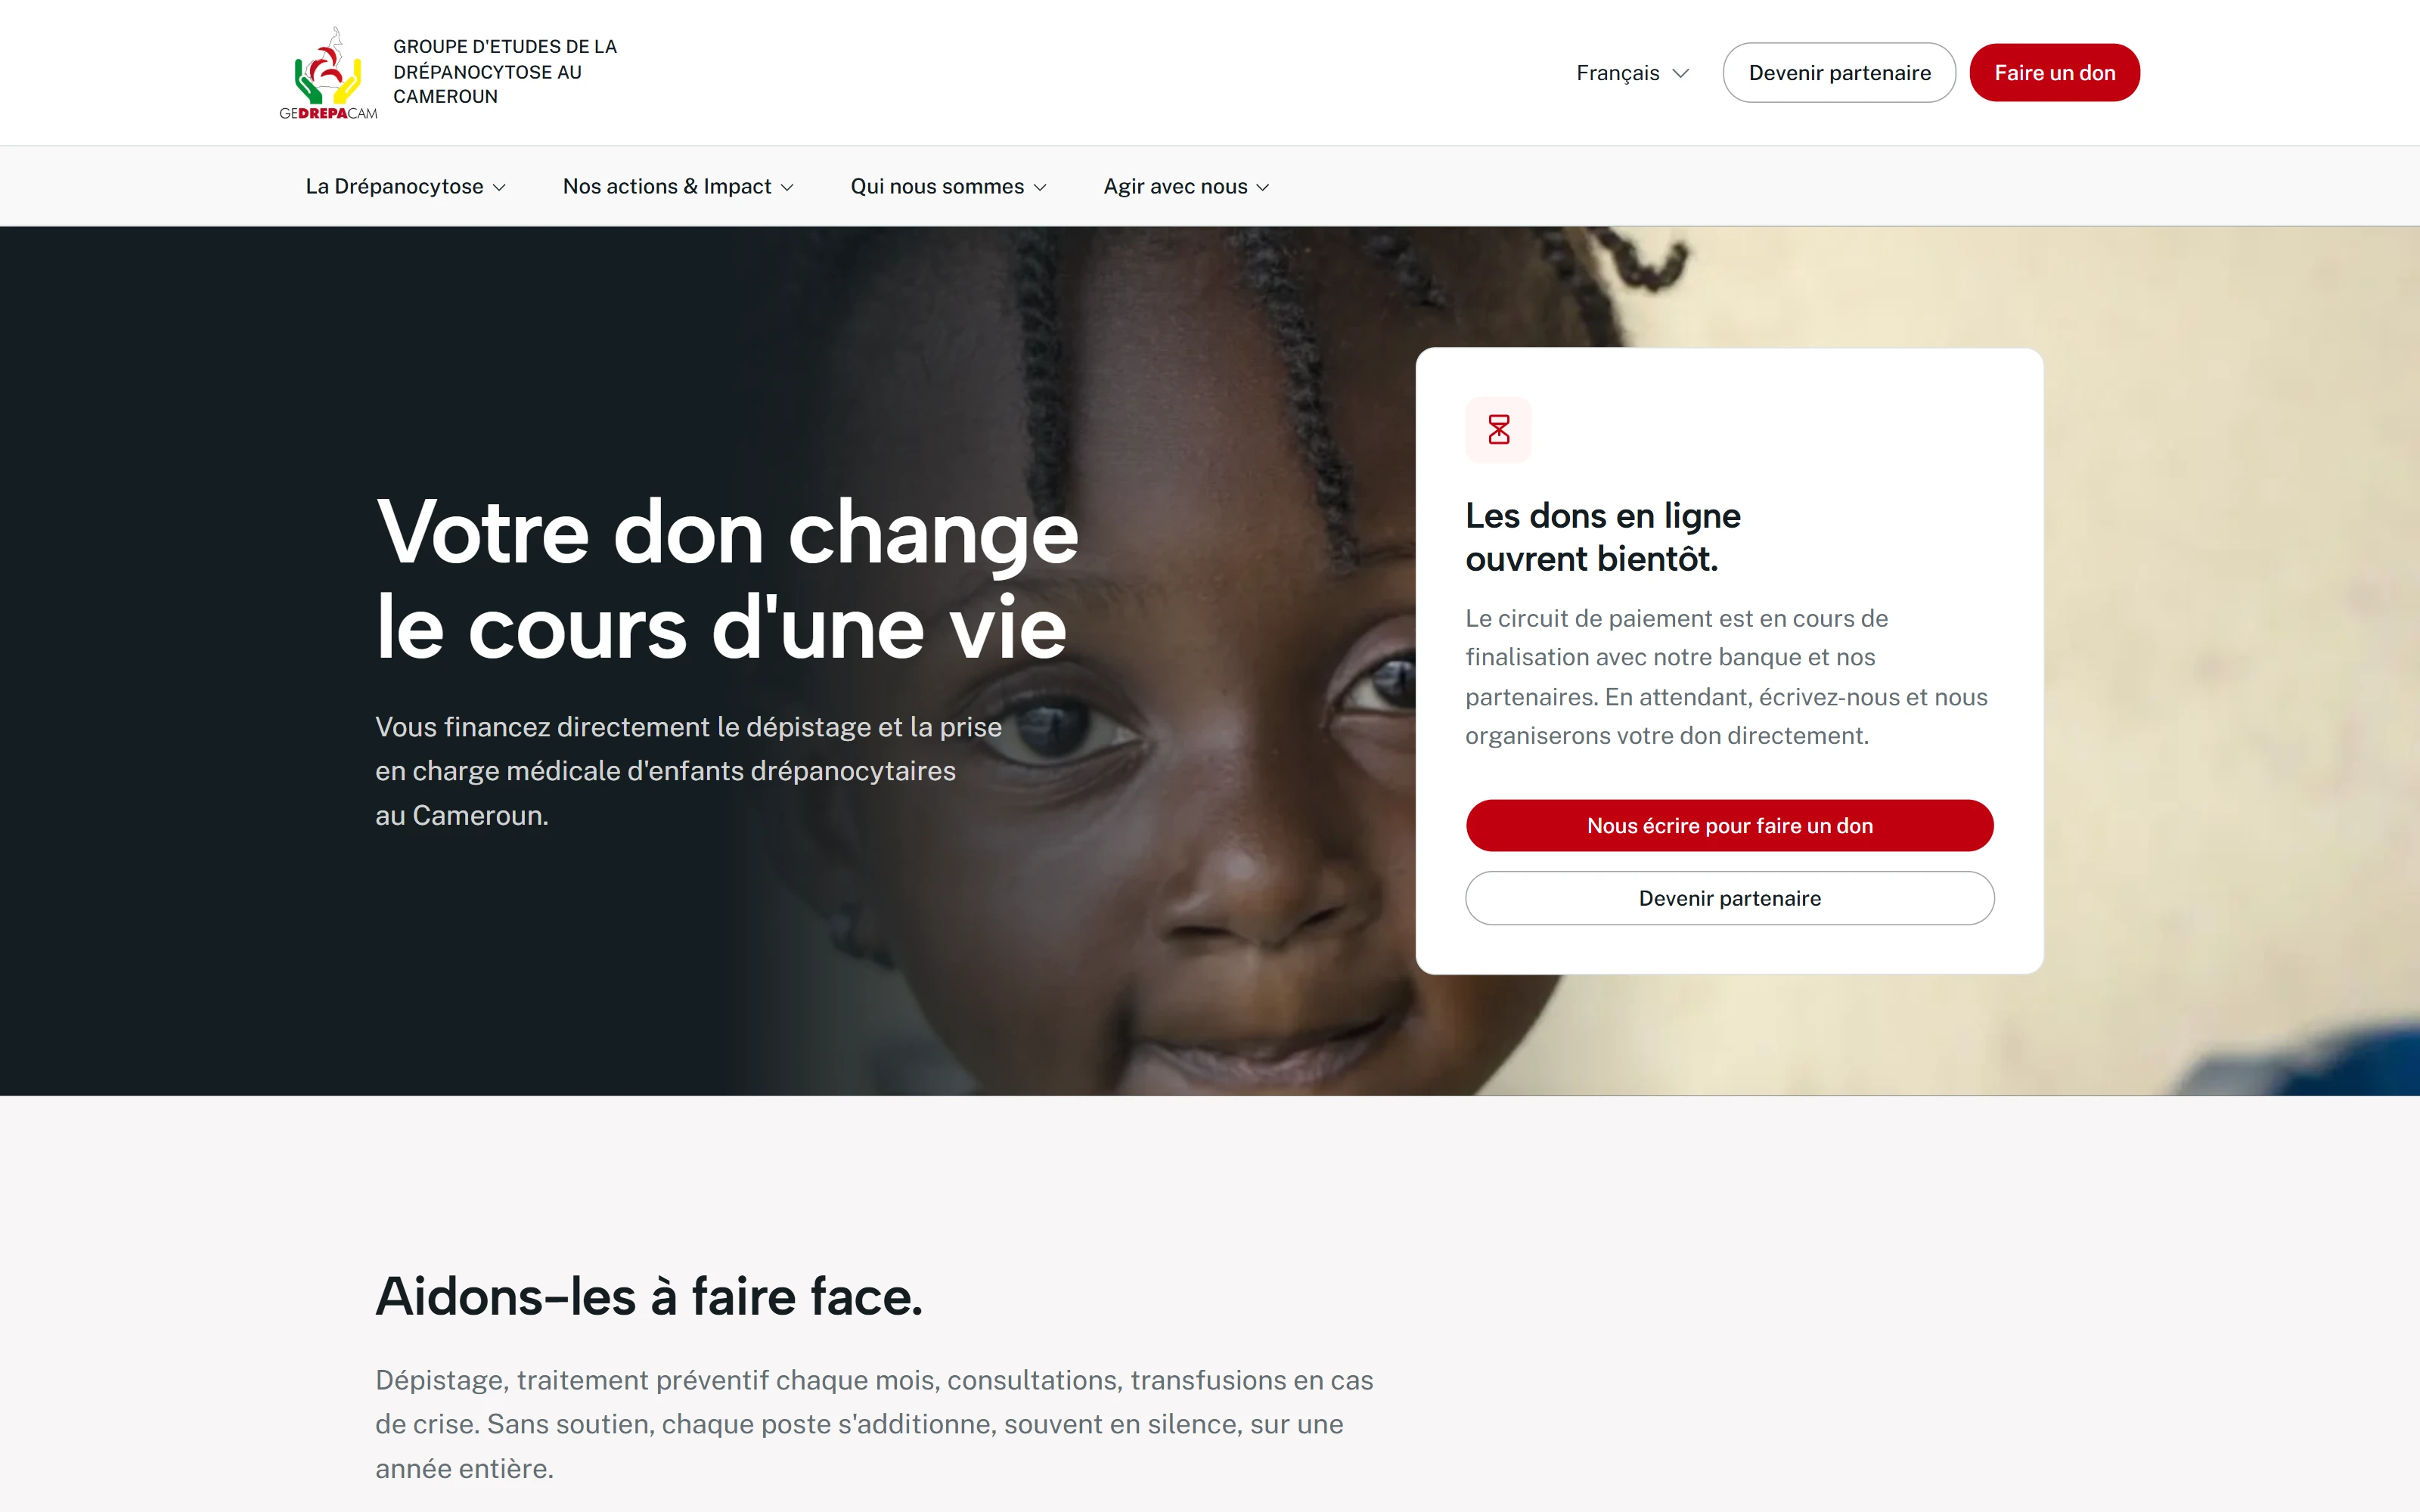 GEDREPACAM
GROUPE D'ETUDES DE LA
DRÉPANOCYTOSE AU
CAMEROUN
Français
Devenir partenaire
Faire un don
La Drépanocytose
Nos actions & Impact
Qui nous sommes
Agir avec nous
Votre don change
le cours d'une vie
Vous financez directement le dépistage et la prise
en charge médicale d'enfants drépanocytaires
au Cameroun.
Les dons en ligne
ouvrent bientôt.
Le circuit de paiement est en cours de
finalisation avec notre banque et nos
partenaires. En attendant, écrivez-nous et nous
organiserons votre don directement.
Nous écrire pour faire un don
Devenir partenaire
Aidons-les à faire face.
Dépistage, traitement préventif chaque mois, consultations, transfusions en cas
de crise. Sans soutien, chaque poste s'additionne, souvent en silence, sur une
année entière.